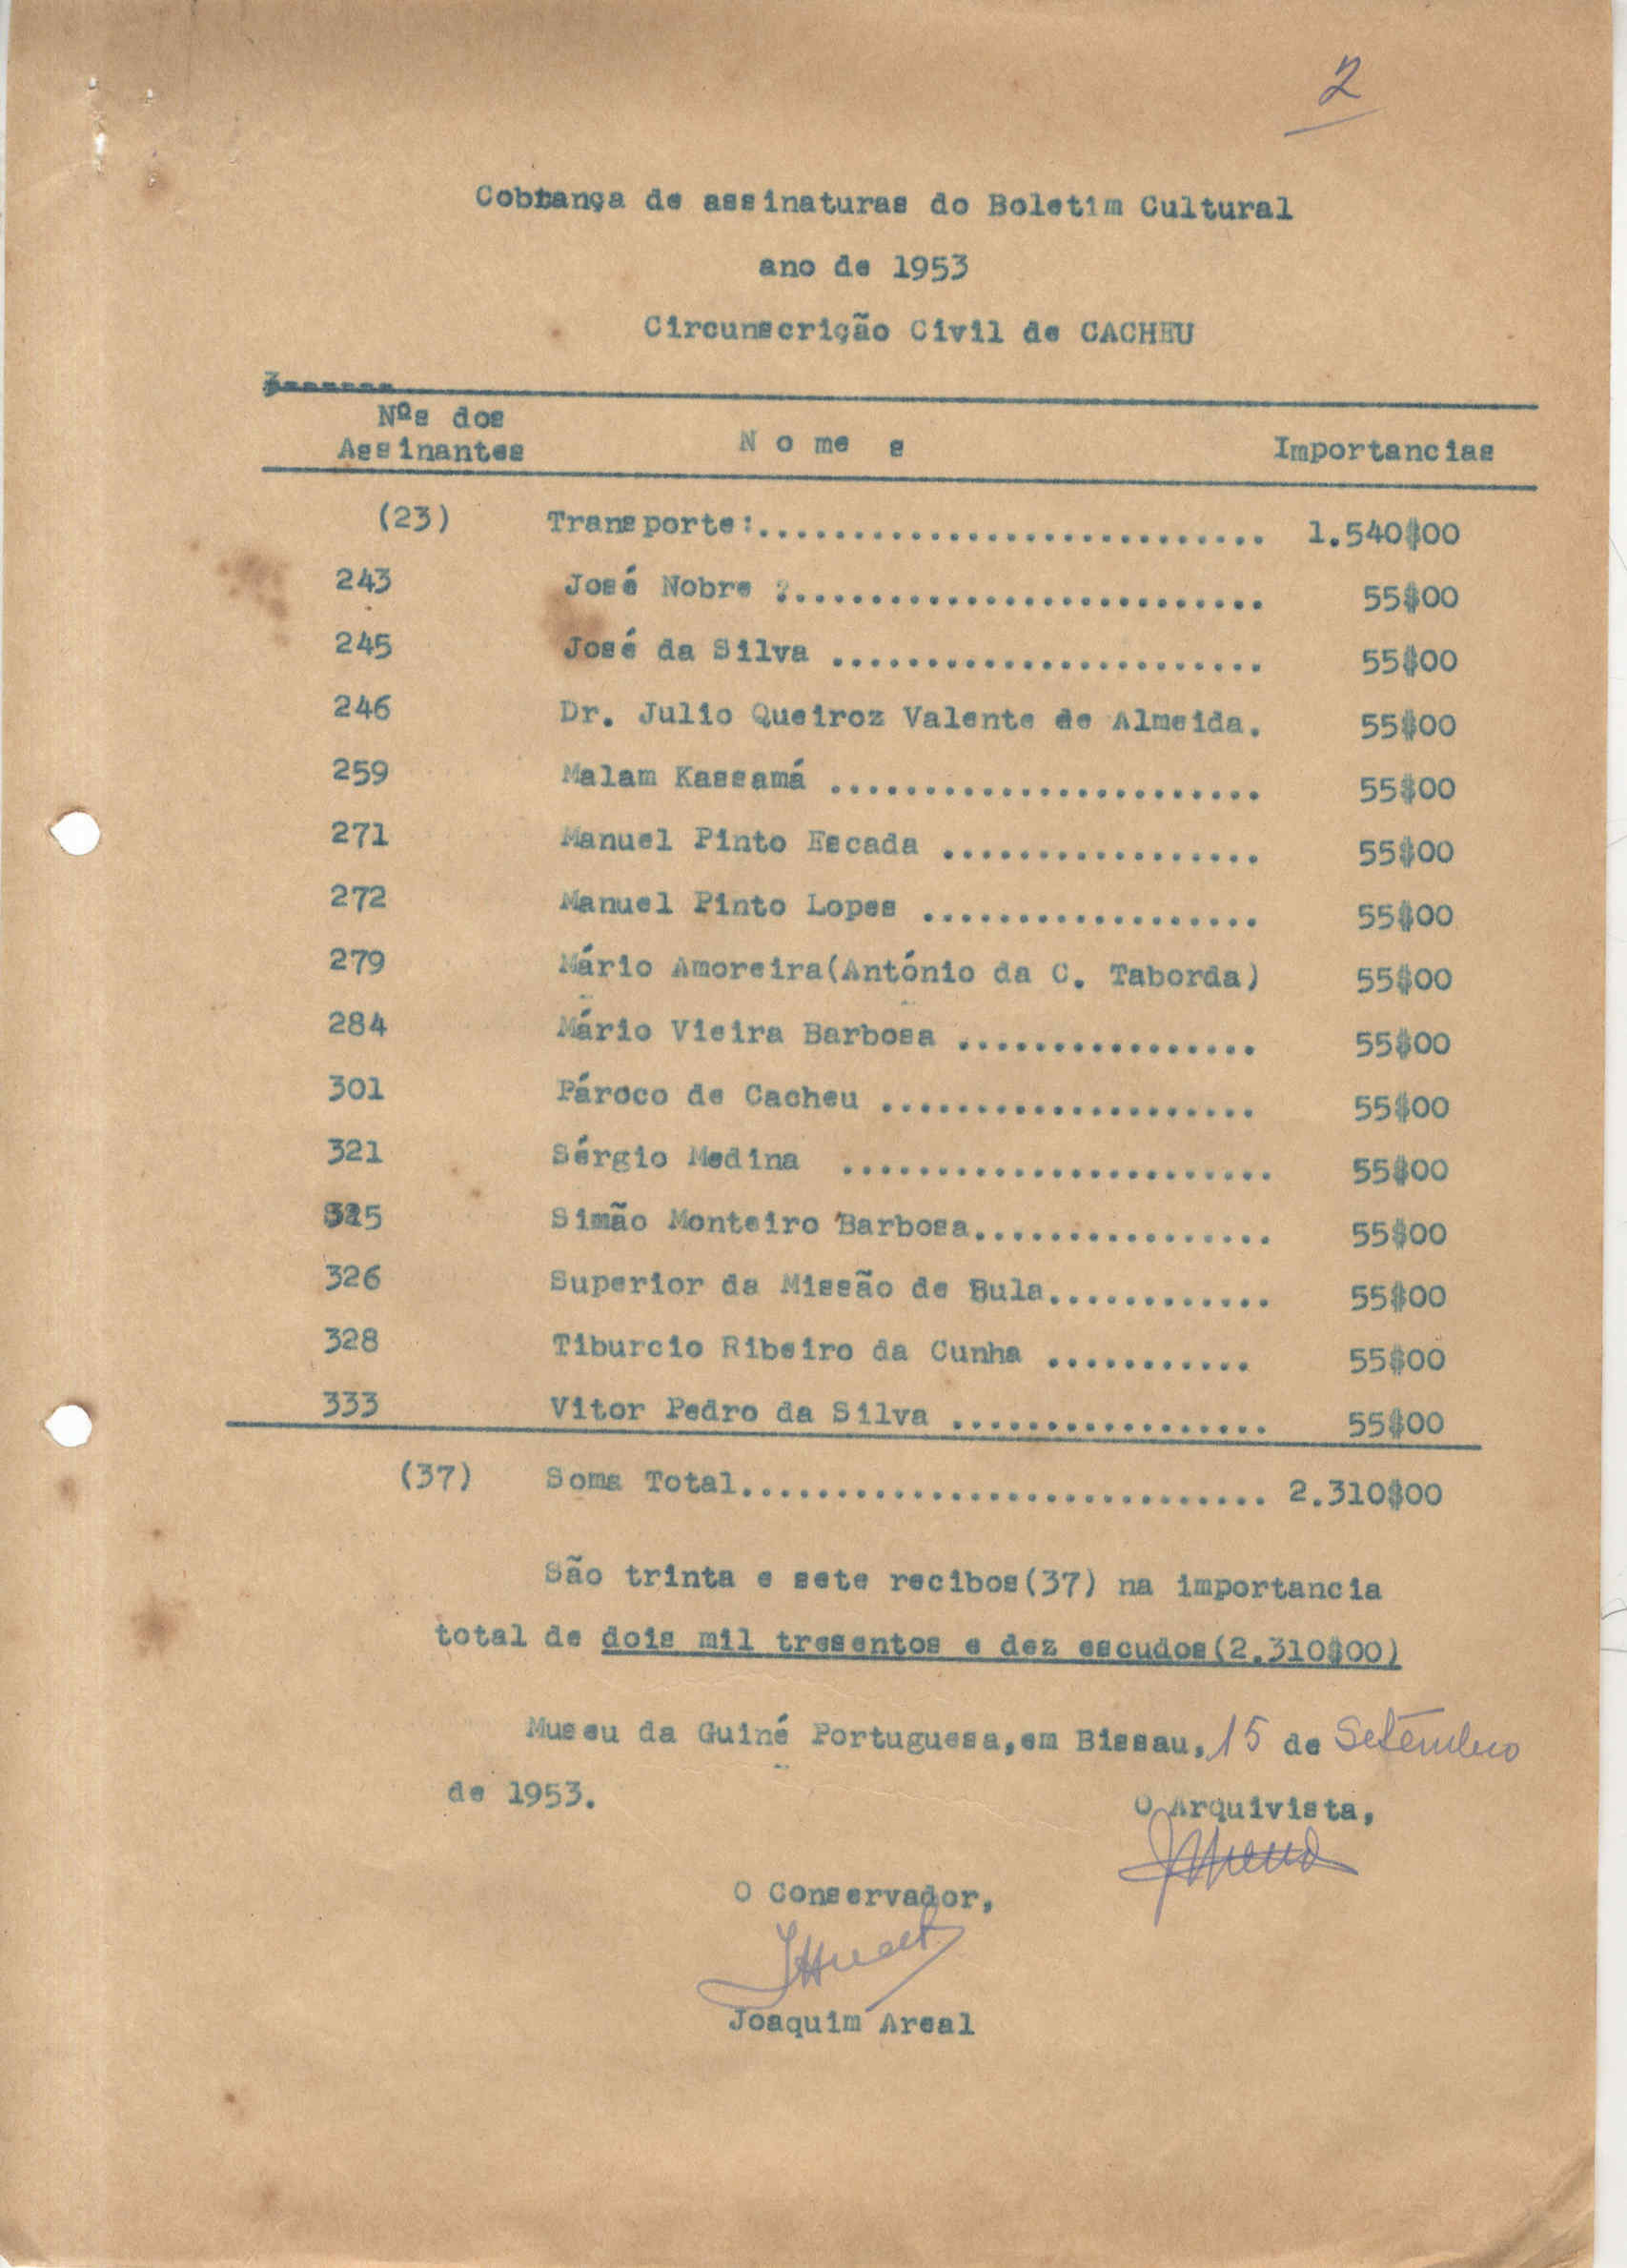 2
Cobrança de assinaturas do Boletim Cultural
ano de 1953
Circunscrição Civil de CACHEU
Nºs dos
Assinantes N o me s Importancias
(23) Transporte:........................... 1.540$00
243 José Nobre ?......................... 55$00
245 José da Silva ....................... 55$00
246 Dr. Julio Queiroz Valente de Almeida. 55$00
259 Malam Kassamá ....................... 55$00
271 Manuel Pinto Escada ................. 55$00
272 Manuel Pinto Lopes .................. 55$00
279 Mário Amoreira(António da C. Taborda) 55$00
284 Mário Vieira Barbosa ................ 55$00
301 Pároco de Cacheu .................... 55$00
321 Sérgio Medina ....................... 55$00
325 Simão Monteiro Barbosa................ 55$00
326 Superior da Missão de Bula............ 55$00
328 Tiburcio Ribeiro da Cunha ........... 55$00
333 Vitor Pedro da Silva ................. 55$00
(37) Soma Total............................ 2.310$00
São trinta e sete recibos(37) na importancia
total de dois mil tresentos e dez escudos(2.310$00)
Museu da Guiné Portuguesa,em Bissau, 15 de Setembro
de 1953.
O Arquivista,
O Conservador,
Joaquim Areal